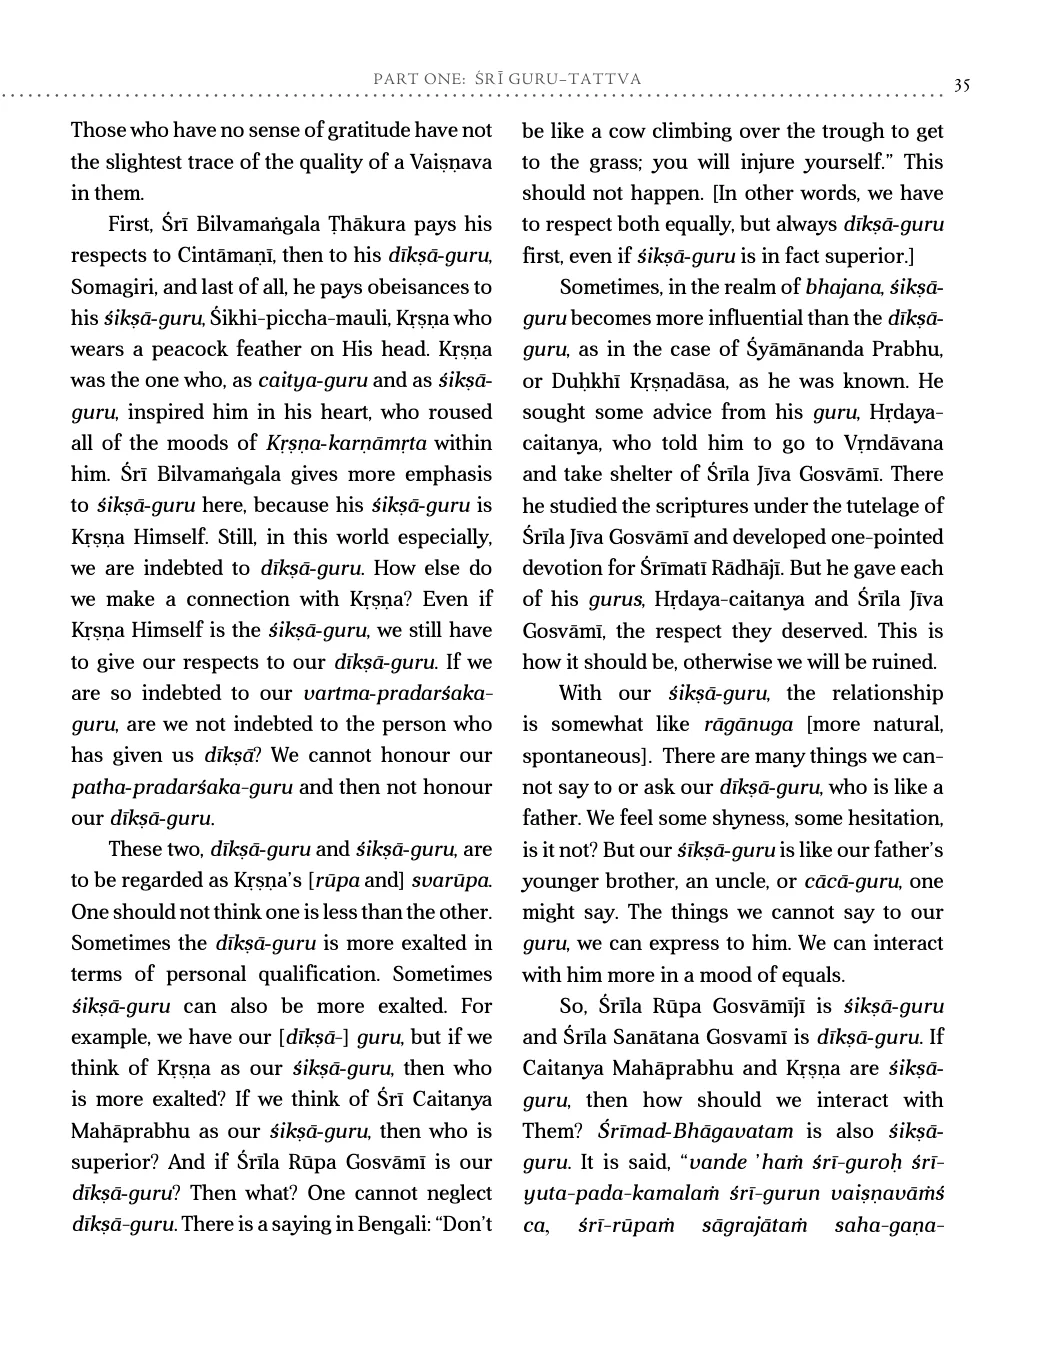 PART ONE: ŚRĪ GURU-TATTVA
35
Those who have no sense of gratitude have not
the slightest trace of the quality of a Vaiṣṇava
in them.
First, Śrī Bilvamaṅgala Ṭhākura pays his
respects to Cintāmaṇī, then to his dīkṣā-guru,
Somagiri, and last of all, he pays obeisances to
his śikṣā-guru, Śikhi-piccha-mauli, Kṛṣṇa who
wears a peacock feather on His head. Kṛṣṇa
was the one who, as caitya-guru and as śikṣā-
guru, inspired him in his heart, who roused
all of the moods of Kṛṣṇa-karṇāmṛta within
him. Śrī Bilvamaṅgala gives more emphasis
to śikṣā-guru here, because his śikṣā-guru is
Kṛṣṇa Himself. Still, in this world especially,
we are indebted to dīkṣā-guru. How else do
we make a connection with Kṛṣṇa? Even if
Kṛṣṇa Himself is the śikṣā-guru, we still have
to give our respects to our dīkṣā-guru. If we
are so indebted to our vartma-pradarśaka-
guru, are we not indebted to the person who
has given us dīkṣā? We cannot honour our
patha-pradarśaka-guru and then not honour
our dīkṣā-guru.
These two, dīkṣā-guru and śikṣā-guru, are
to be regarded as Kṛṣṇa’s [rūpa and] svarūpa.
One should not think one is less than the other.
Sometimes the dīkṣā-guru is more exalted in
terms of personal qualification. Sometimes
śikṣā-guru can also be more exalted. For
example, we have our [dīkṣā-] guru, but if we
think of Kṛṣṇa as our śikṣā-guru, then who
is more exalted? If we think of Śrī Caitanya
Mahāprabhu as our śikṣā-guru, then who is
superior? And if Śrīla Rūpa Gosvāmī is our
dīkṣā-guru? Then what? One cannot neglect
dīkṣā-guru. There is a saying in Bengali: “Don’t
be like a cow climbing over the trough to get
to the grass; you will injure yourself.” This
should not happen. [In other words, we have
to respect both equally, but always dīkṣā-guru
first, even if śikṣā-guru is in fact superior.]
Sometimes, in the realm of bhajana, śikṣā-
guru becomes more influential than the dīkṣā-
guru, as in the case of Śyāmānanda Prabhu,
or Duḥkhī Kṛṣṇadāsa, as he was known. He
sought some advice from his guru, Hṛdaya-
caitanya, who told him to go to Vṛndāvana
and take shelter of Śrīla Jīva Gosvāmī. There
he studied the scriptures under the tutelage of
Śrīla Jīva Gosvāmī and developed one-pointed
devotion for Śrīmatī Rādhājī. But he gave each
of his gurus, Hṛdaya-caitanya and Śrīla Jīva
Gosvāmī, the respect they deserved. This is
how it should be, otherwise we will be ruined.
With our śikṣā-guru, the relationship
is somewhat like rāgānuga [more natural,
spontaneous]. There are many things we can-
not say to or ask our dīkṣā-guru, who is like a
father. We feel some shyness, some hesitation,
is it not? But our śīkṣā-guru is like our father’s
younger brother, an uncle, or cācā-guru, one
might say. The things we cannot say to our
guru, we can express to him. We can interact
with him more in a mood of equals.
So, Śrīla Rūpa Gosvāmījī is śikṣā-guru
and Śrīla Sanātana Gosvamī is dīkṣā-guru. If
Caitanya Mahāprabhu and Kṛṣṇa are śikṣā-
guru, then how should we interact with
Them? Śrīmad-Bhāgavatam is also śikṣā-
guru. It is said, “vande ’haṁ śrī-guroḥ śrī-
yuta-pada-kamalaṁ śrī-gurun vaiṣṇavāṁś
ca, śrī-rūpaṁ sāgrajātaṁ saha-gaṇa-